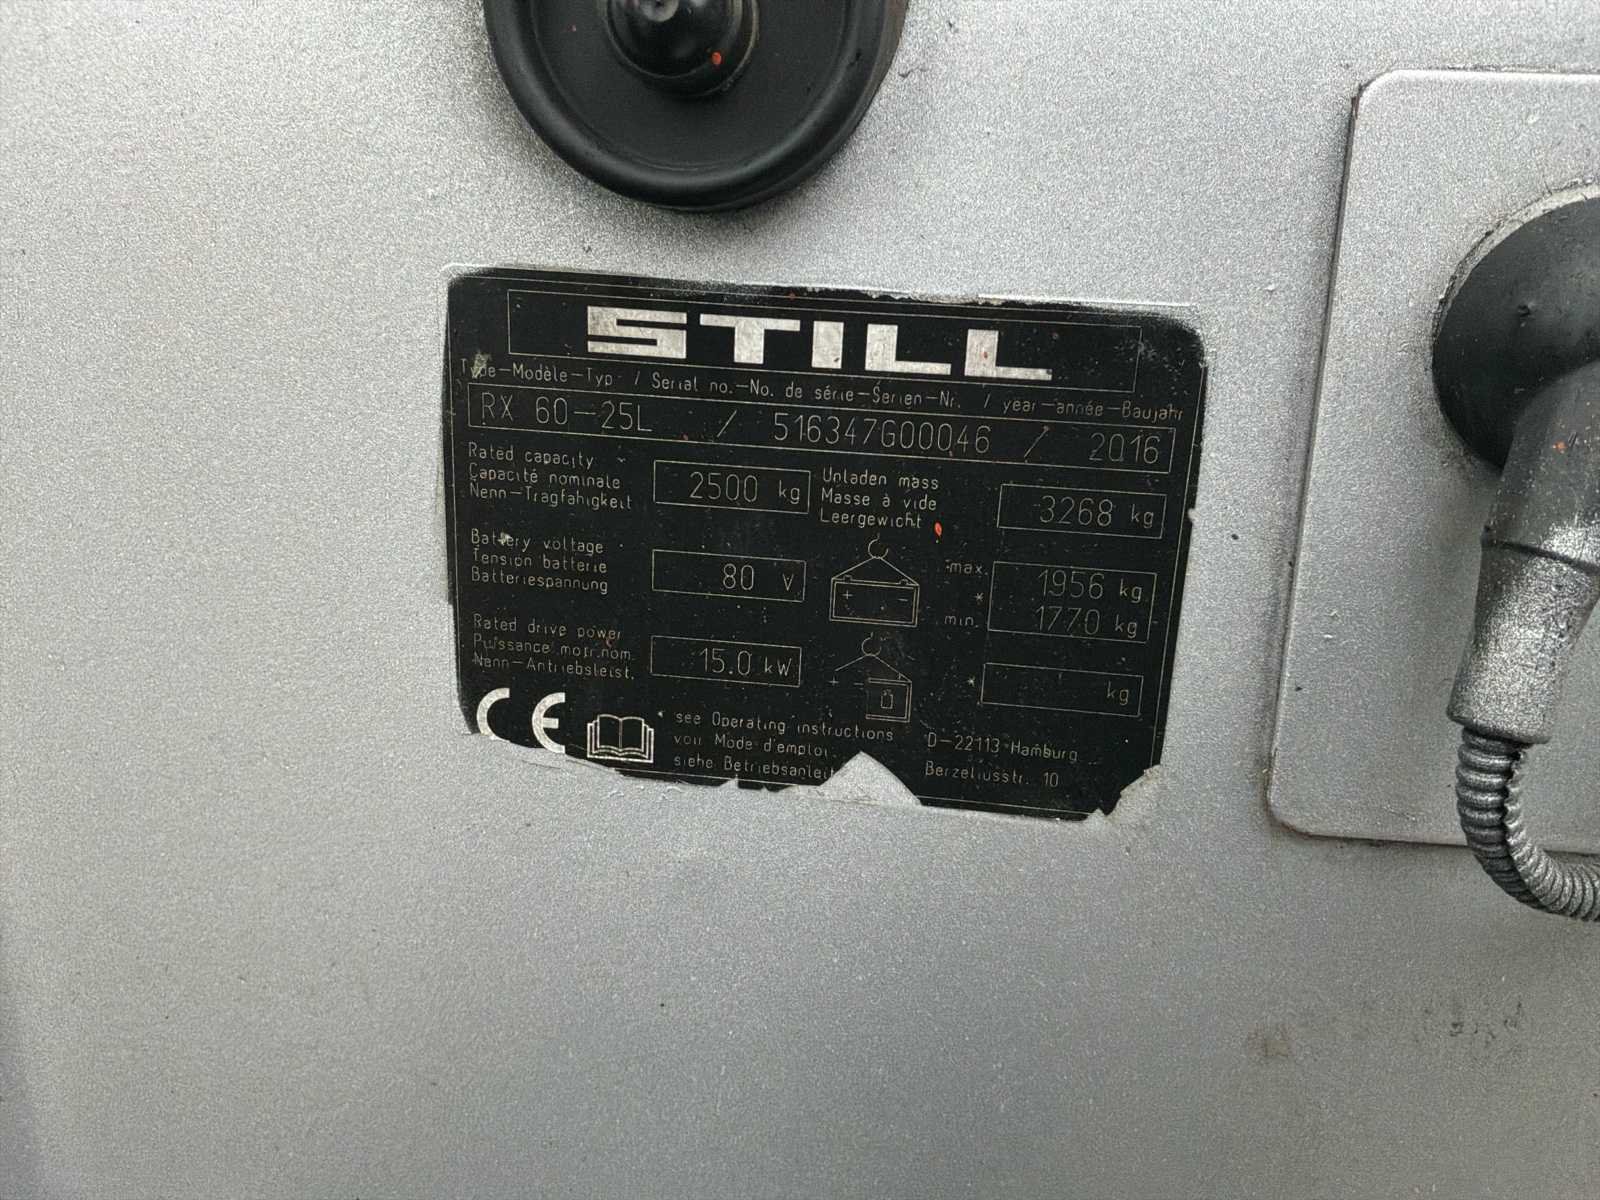 STILL
Type-Modèle-Typ / Serial no.-No. de série-Serien-Nr. / year-année-Baujahr
RX 60-25L / 516347G00046 / 2016
Rated capacity
Capacité nominale
Nenn-Tragfähigkeit
2500 kg
Unladen mass
Masse à vide
Leergewicht
3268 kg
Battery voltage
Tension batterie
Batteriespannung
80 V
+ -
max.
*
min.
1956 kg
1770 kg
Rated drive power
Puissance mot.nom.
Nenn-Antriebsleist.
15.0 kW
+
* kg
CE
* see Operating instructions
voir Mode d'emploi
siehe Betriebsanleit
D-22113 Hamburg
Berzeliusstr. 10